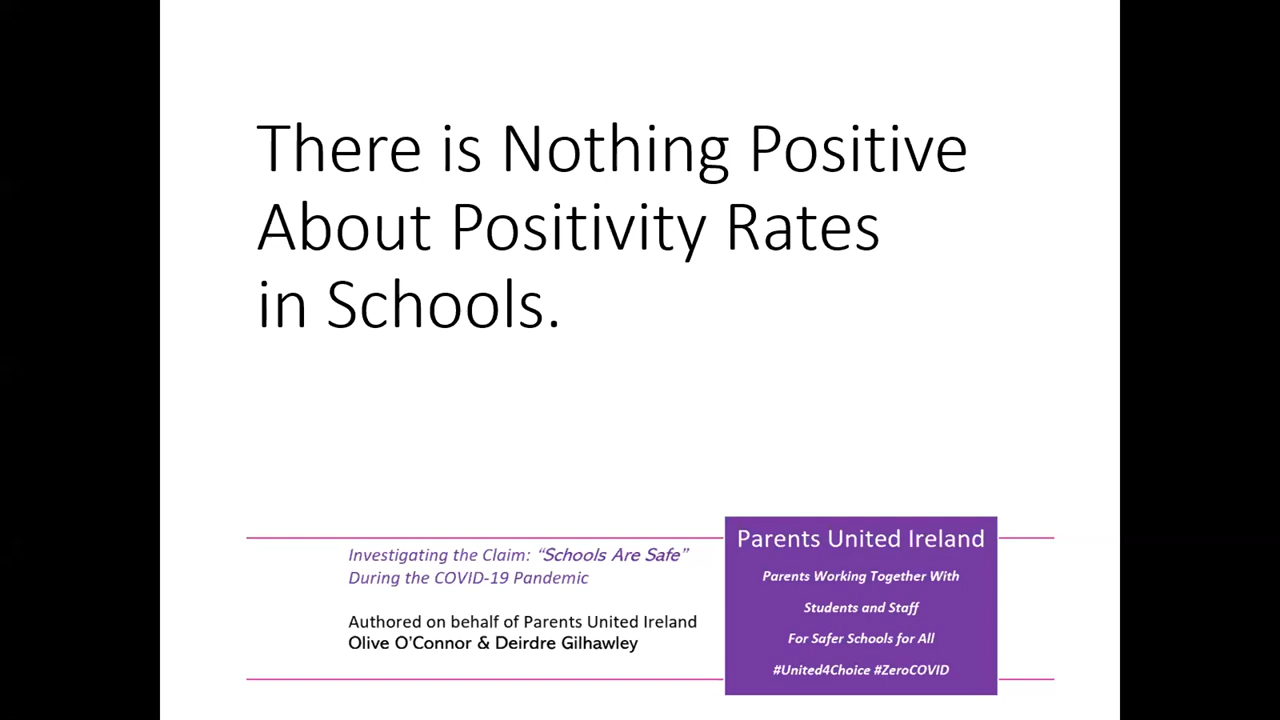 There is Nothing Positive
About Positivity Rates
in Schools.
Investigating the Claim: “Schools Are Safe”
During the COVID-19 Pandemic
Authored on behalf of Parents United Ireland
Olive O’Connor & Deirdre Gilhawley
Parents United Ireland
Parents Working Together With
Students and Staff
For Safer Schools for All
#United4Choice #ZeroCOVID